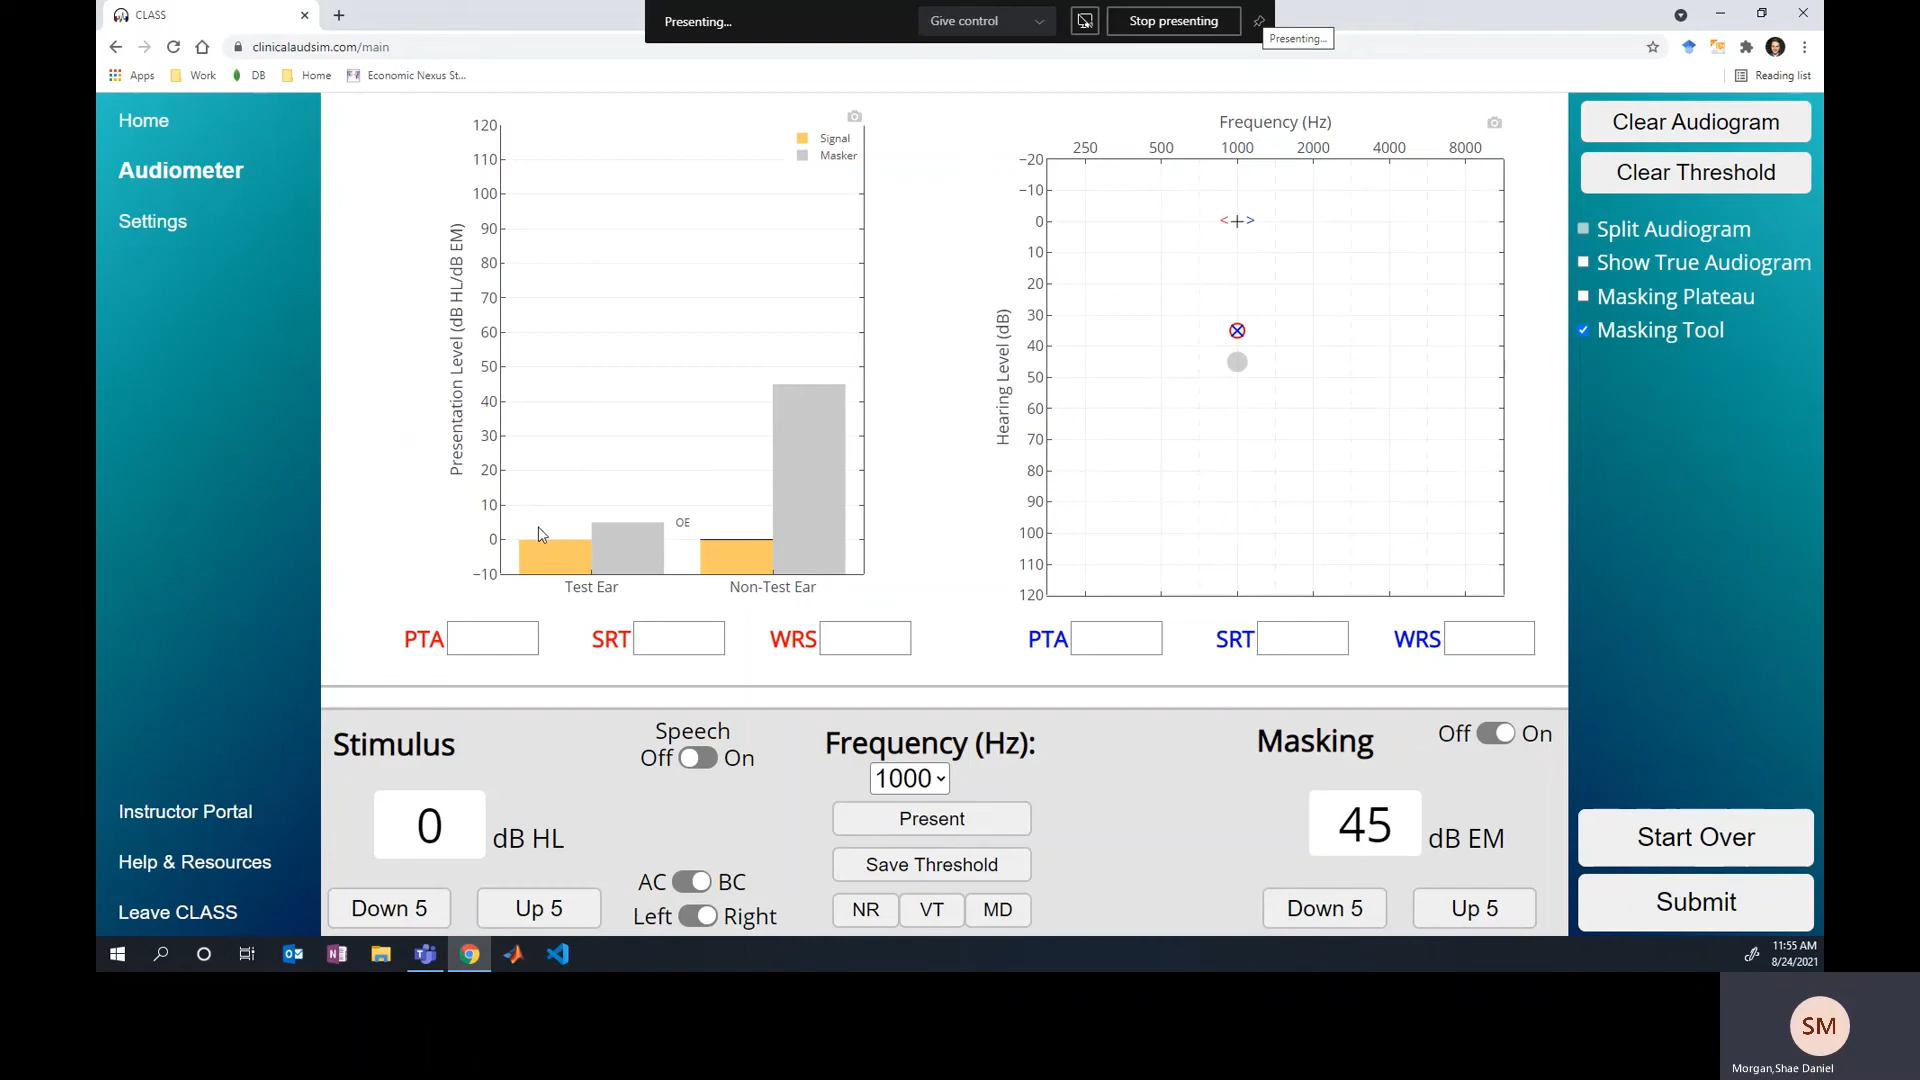 CLASS
Presenting...
Give control
Stop presenting
Presenting...
clinicalaudsim.com/main
Apps
Work
DB
Home
Economic Nexus St...
Reading list
Home
Audiometer
Settings
Instructor Portal
Help & Resources
Leave CLASS
Presentation Level (dB HL/dB EM)
120
110
100
90
80
70
60
50
40
30
20
10
0
−10
Signal
Masker
OE
Test Ear
Non-Test Ear
Frequency (Hz)
250
500
1000
2000
4000
8000
Hearing Level (dB)
−20
−10
0
10
20
30
40
50
60
70
80
90
100
110
120
< >
PTA
SRT
WRS
PTA
SRT
WRS
Clear Audiogram
Clear Threshold
Split Audiogram
Show True Audiogram
Masking Plateau
Masking Tool
Start Over
Submit
Stimulus
0 dB HL
Down 5
Up 5
Speech
Off On
AC BC
Left Right
Frequency (Hz):
1000
Present
Save Threshold
NR
VT
MD
Masking
Off On
45 dB EM
Down 5
Up 5
11:55 AM
8/24/2021
SM
Morgan,Shae Daniel